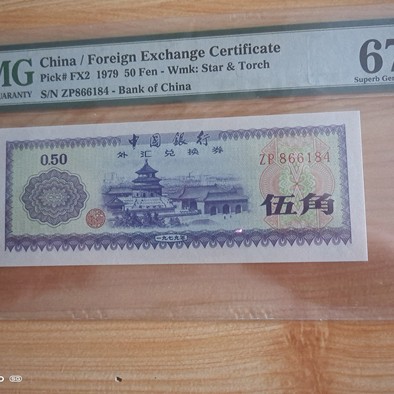 MG
UARANTY
China / Foreign Exchange Certificate
Pick# FX2 1979 50 Fen - Wmk: Star & Torch
S/N ZP866184 - Bank of China
67
Superb Ge
中国银行
外汇兑换券
0.50
ZP 866184
伍角
一九七九年